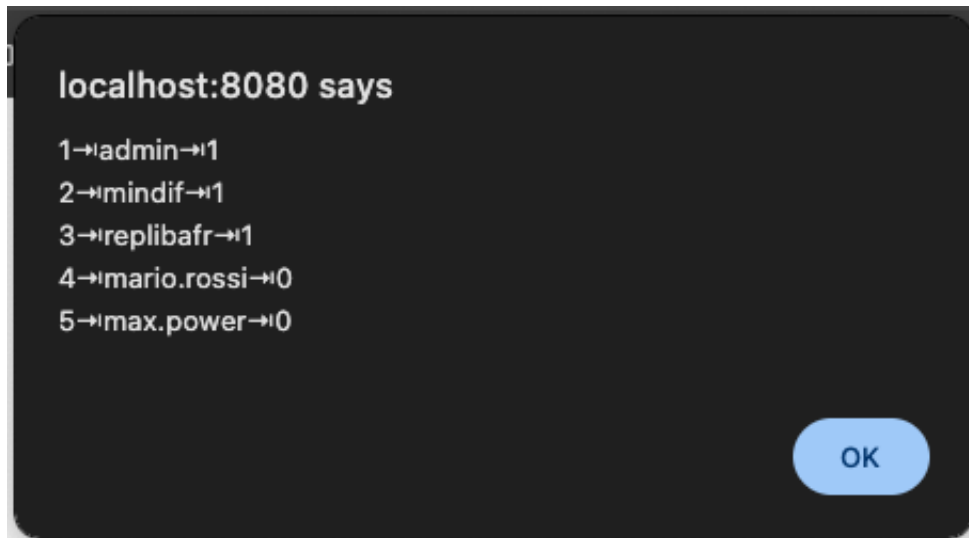 localhost:8080 says
1⇥admin⇥1
2⇥mindif⇥1
3⇥replibafr⇥1
4⇥mario.rossi⇥0
5⇥max.power⇥0
OK